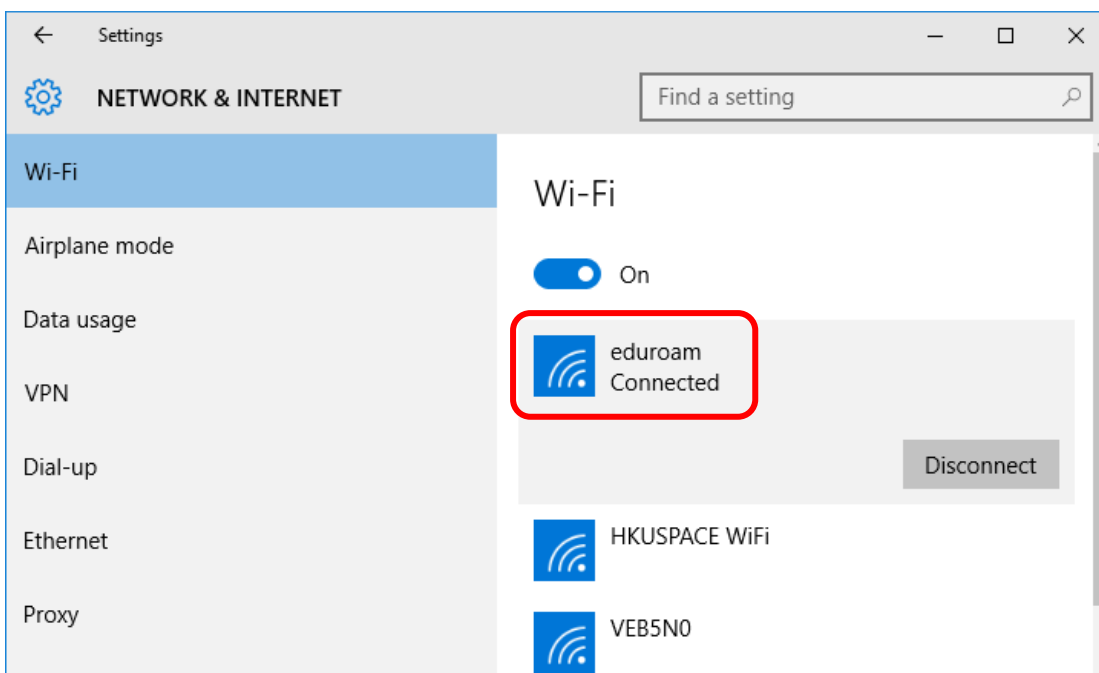 Settings
NETWORK & INTERNET
Find a setting
Wi-Fi
Airplane mode
Data usage
VPN
Dial-up
Ethernet
Proxy
Wi-Fi
On
eduroam
Connected
Disconnect
HKUSPACE WiFi
VEB5N0